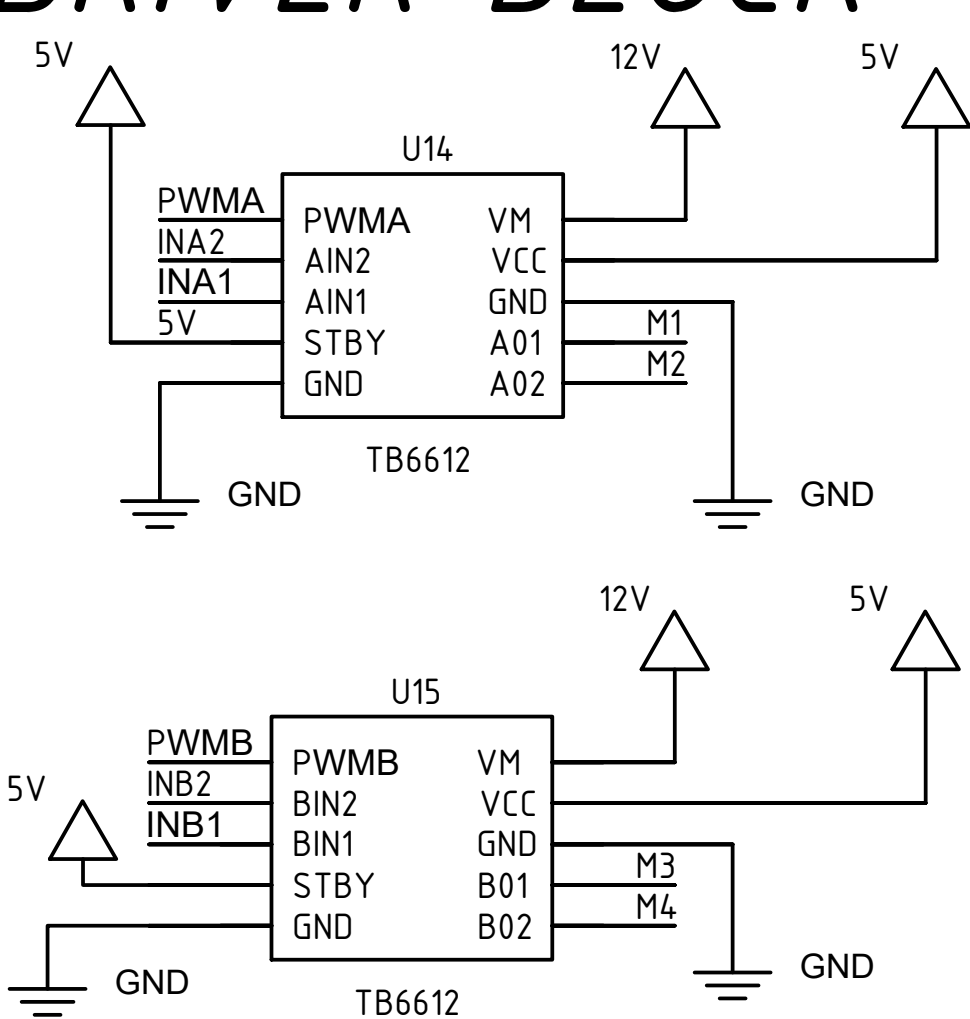 DRIVER BLOCK
5V
12V
5V
U14
PWMA
PWMA
VM
INA2
AIN2
VCC
INA1
AIN1
GND
5V
STBY
A01
M1
GND
A02
M2
TB6612
GND
GND
12V
5V
U15
PWMB
PWMB
VM
5V
INB2
BIN2
VCC
INB1
BIN1
GND
STBY
B01
M3
GND
B02
M4
GND
GND
TB6612